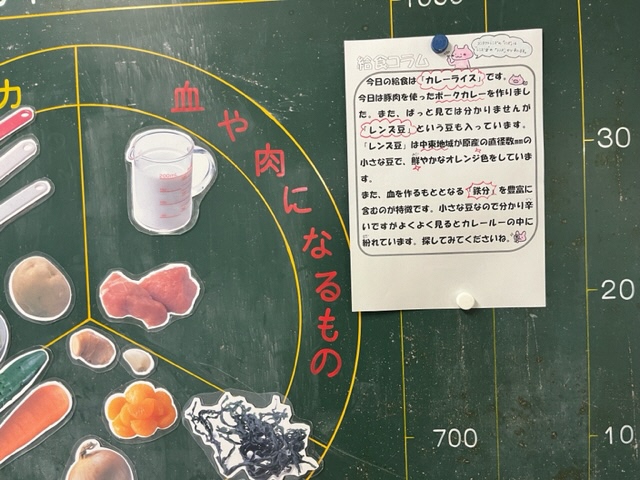 1000
力
血や肉になるもの
給食コラム
今日の給食は「カレーライス」です。
今日は豚肉を使ったポークカレーを作りまし
た。また、ぱっと見では分かりませんが
「レンズ豆」という豆も入っています。
「レンズ豆」は中東地域が原産の直径数㎜の
小さな豆で、鮮やかなオレンジ色をしていま
す。
また、血を作るもととなる「鉄分」を豊富に
含むのが特徴です。小さな豆なので分かり辛
いですがよくよく見るとカレールーの中に
紛れています。探してみてくださいね。
30
20
700
10